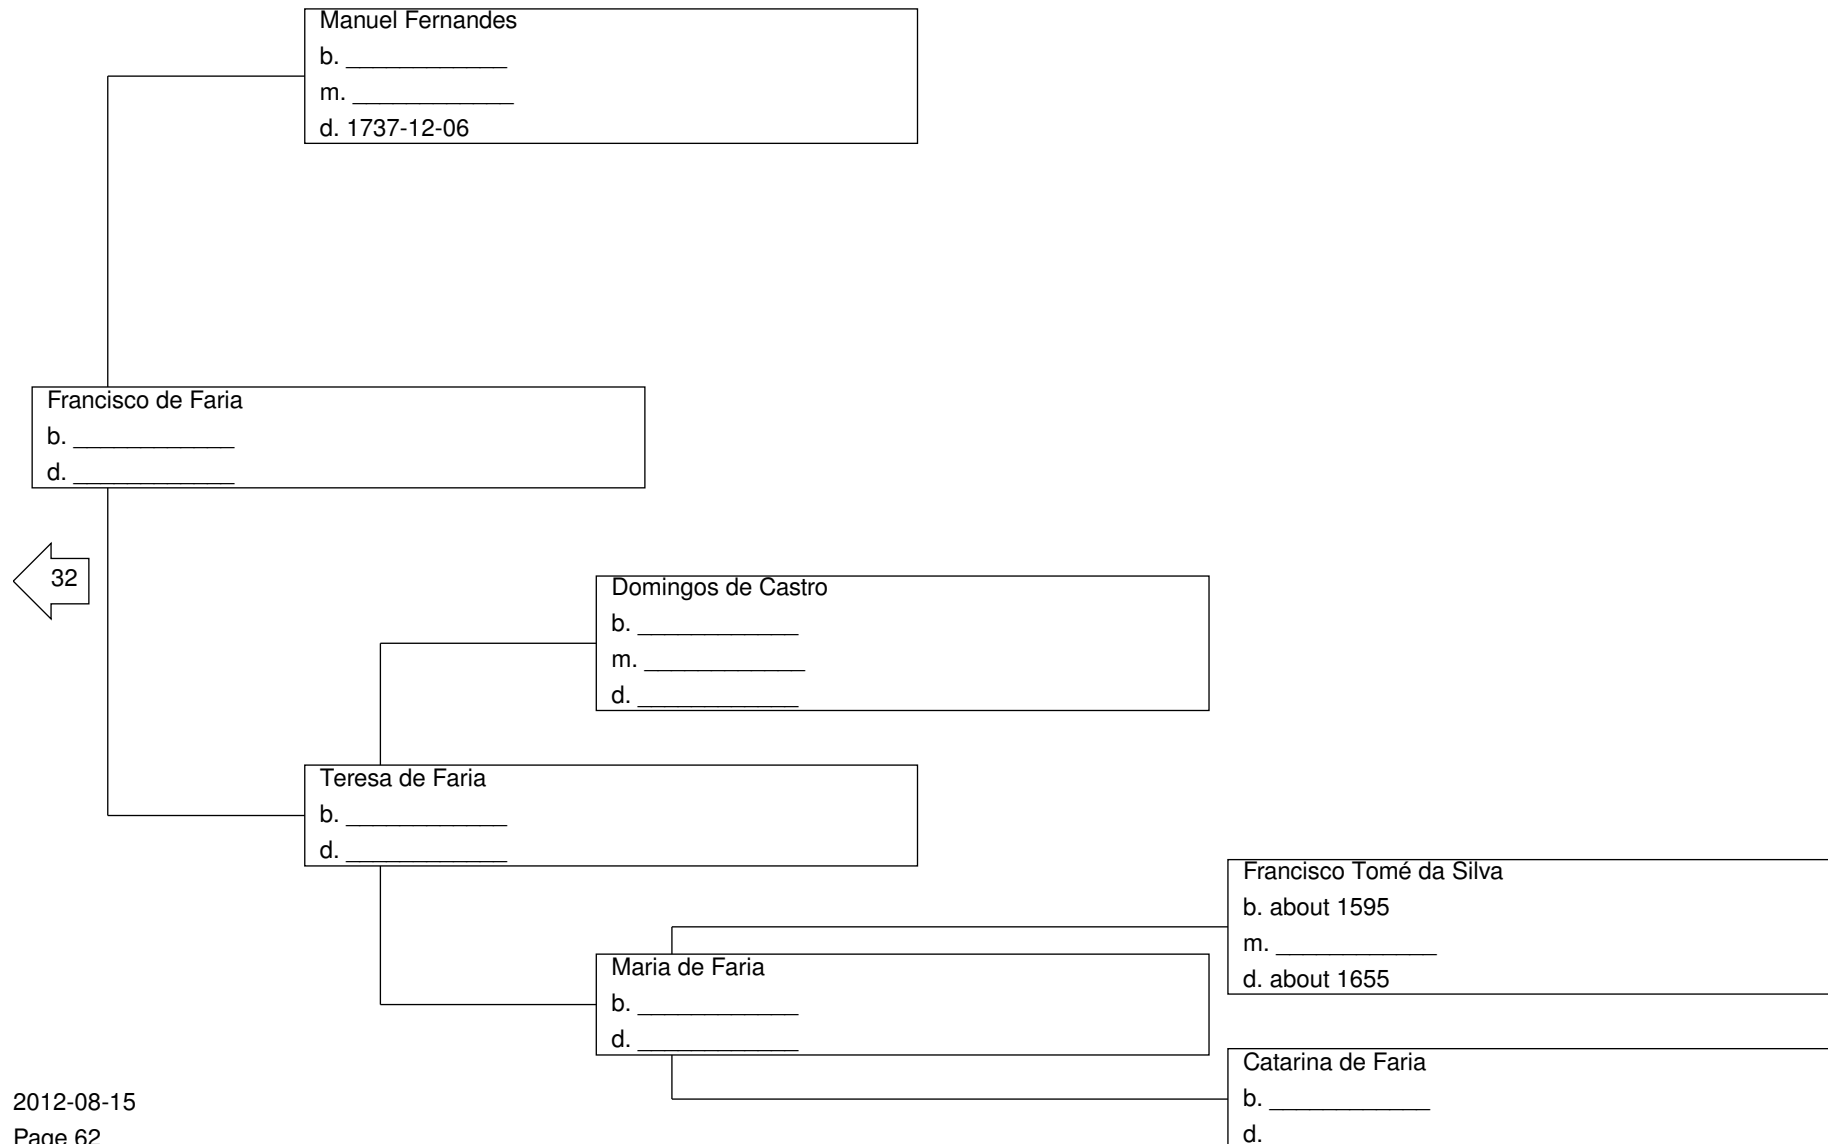 Manuel Fernandes
b. ____________
m. ____________
d. 1737-12-06
Francisco de Faria
b. ____________
d. ____________
32
Domingos de Castro
b. ____________
m. ____________
d. ____________
Teresa de Faria
b. ____________
d. ____________
Francisco Tomé da Silva
b. about 1595
m. ____________
d. about 1655
Maria de Faria
b. ____________
d. ____________
Catarina de Faria
b. ____________
d.
2012-08-15
Page 62